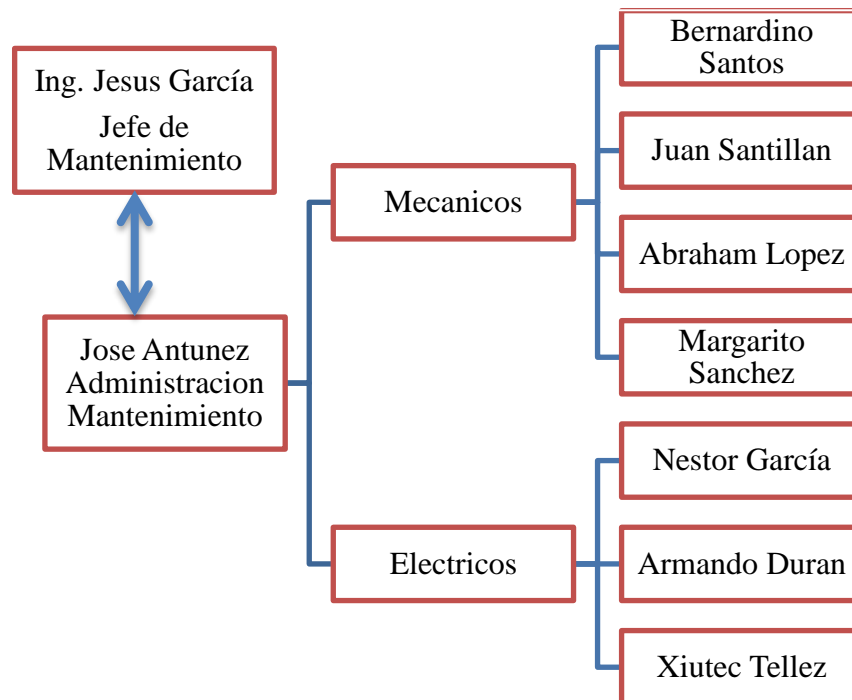 Ing. Jesus García
Jefe de
Mantenimiento
Jose Antunez
Administracion
Mantenimiento
Mecanicos
Bernardino
Santos
Juan Santillan
Abraham Lopez
Margarito
Sanchez
Electricos
Nestor García
Armando Duran
Xiutec Tellez